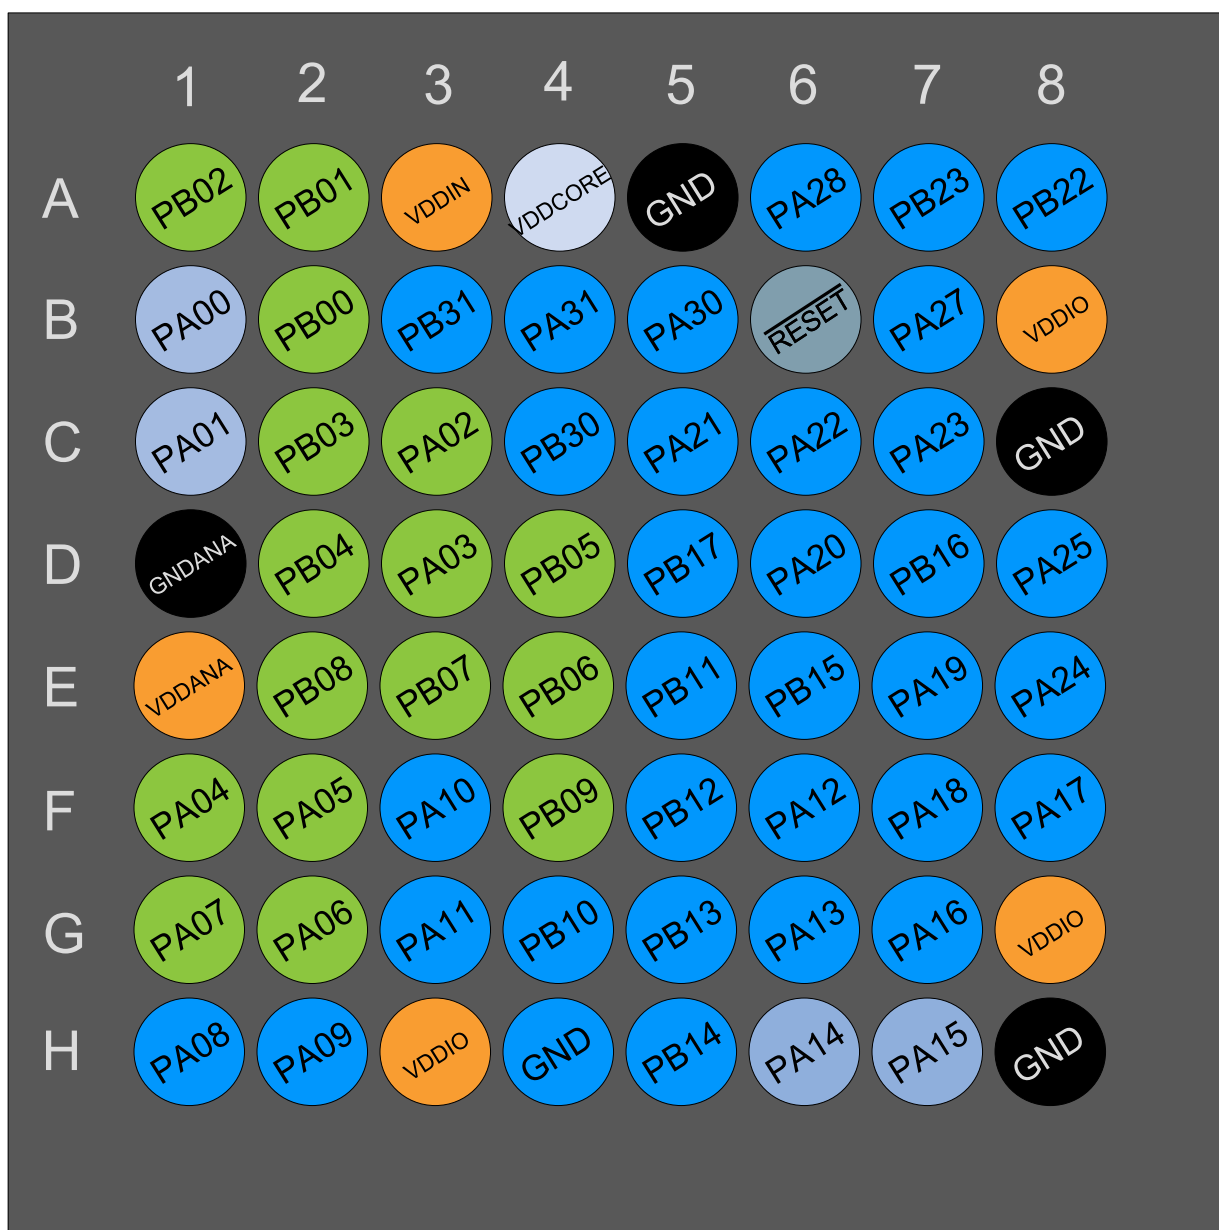 1 2 3 4 5 6 7 8
A PB02 PB01 VDDIN VDDCORE GND PA28 PB23 PB22
B PA00 PB00 PB31 PA31 PA30 RESET PA27 VDDIO
C PA01 PB03 PA02 PB30 PA21 PA22 PA23 GND
D GNDANA PB04 PA03 PB05 PB17 PA20 PB16 PA25
E VDDANA PB08 PB07 PB06 PB11 PB15 PA19 PA24
F PA04 PA05 PA10 PB09 PB12 PA12 PA18 PA17
G PA07 PA06 PA11 PB10 PB13 PA13 PA16 VDDIO
H PA08 PA09 VDDIO GND PB14 PA14 PA15 GND